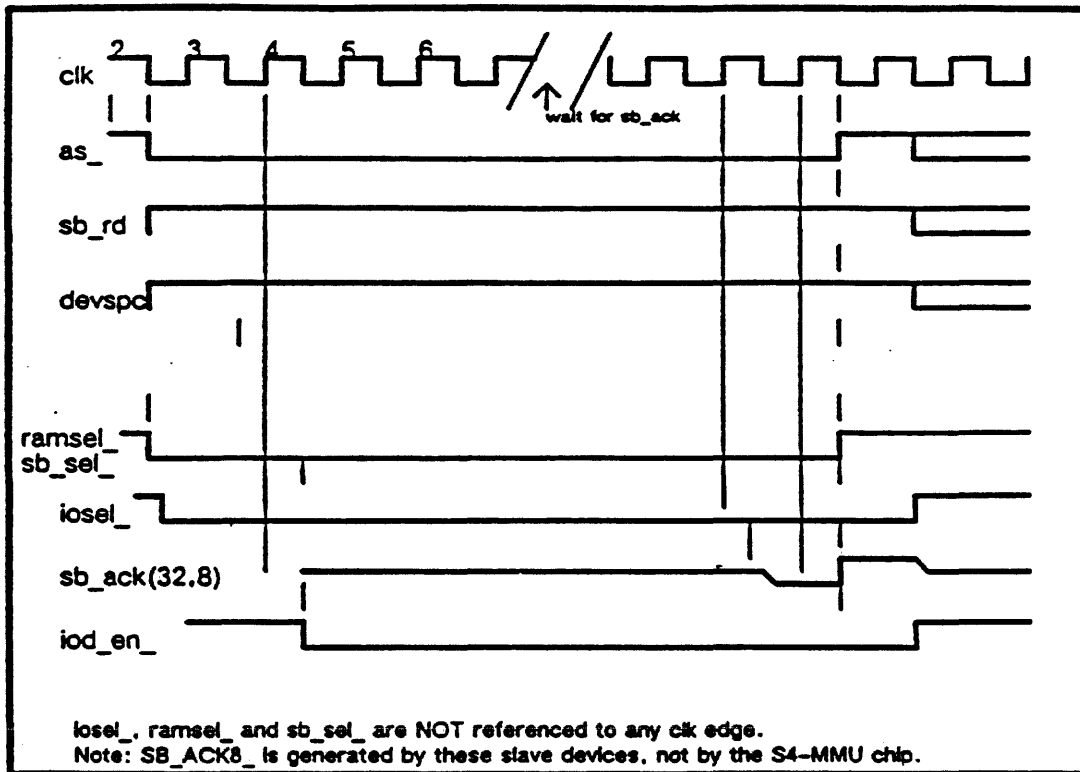 2 3 4 5 6
clk
wait for sb_ack
as_
sb_rd
devspc
ramsel_
sb_sel_
iosel_
sb_ack(32.8)
iod_en_
iosel_, ramsel_ and sb_sel_ are NOT referenced to any clk edge.
Note: SB_ACK8_ is generated by these slave devices, not by the S4-MMU chip.